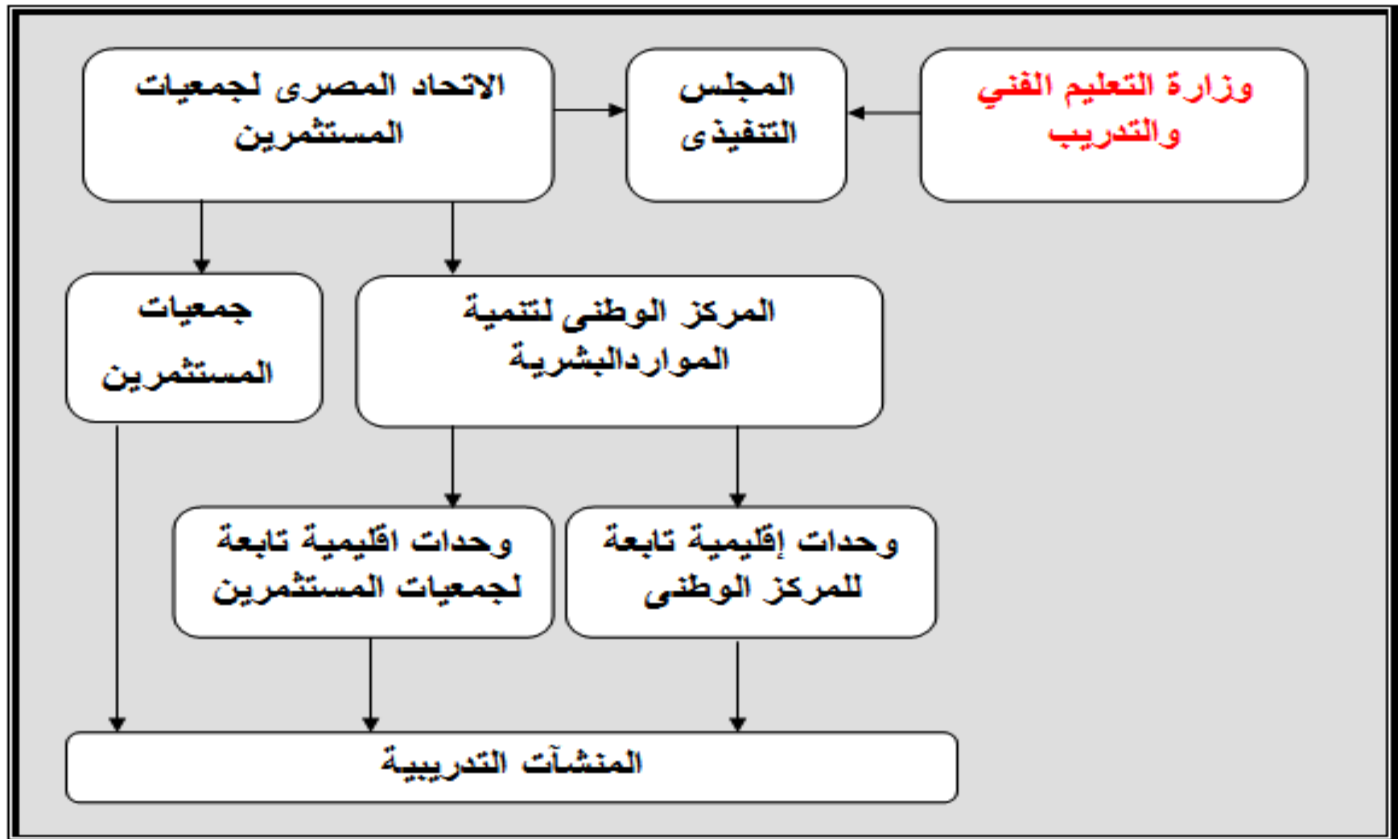 وزارة التعليم الفني
والتدريب
المجلس
التنفيذى
الاتحاد المصرى لجمعيات
المستثمرين
المركز الوطنى لتنمية
المواردالبشرية
جمعيات
المستثمرين
وحدات إقليمية تابعة
للمركز الوطنى
وحدات اقليمية تابعة
لجمعيات المستثمرين
المنشآت التدريبية